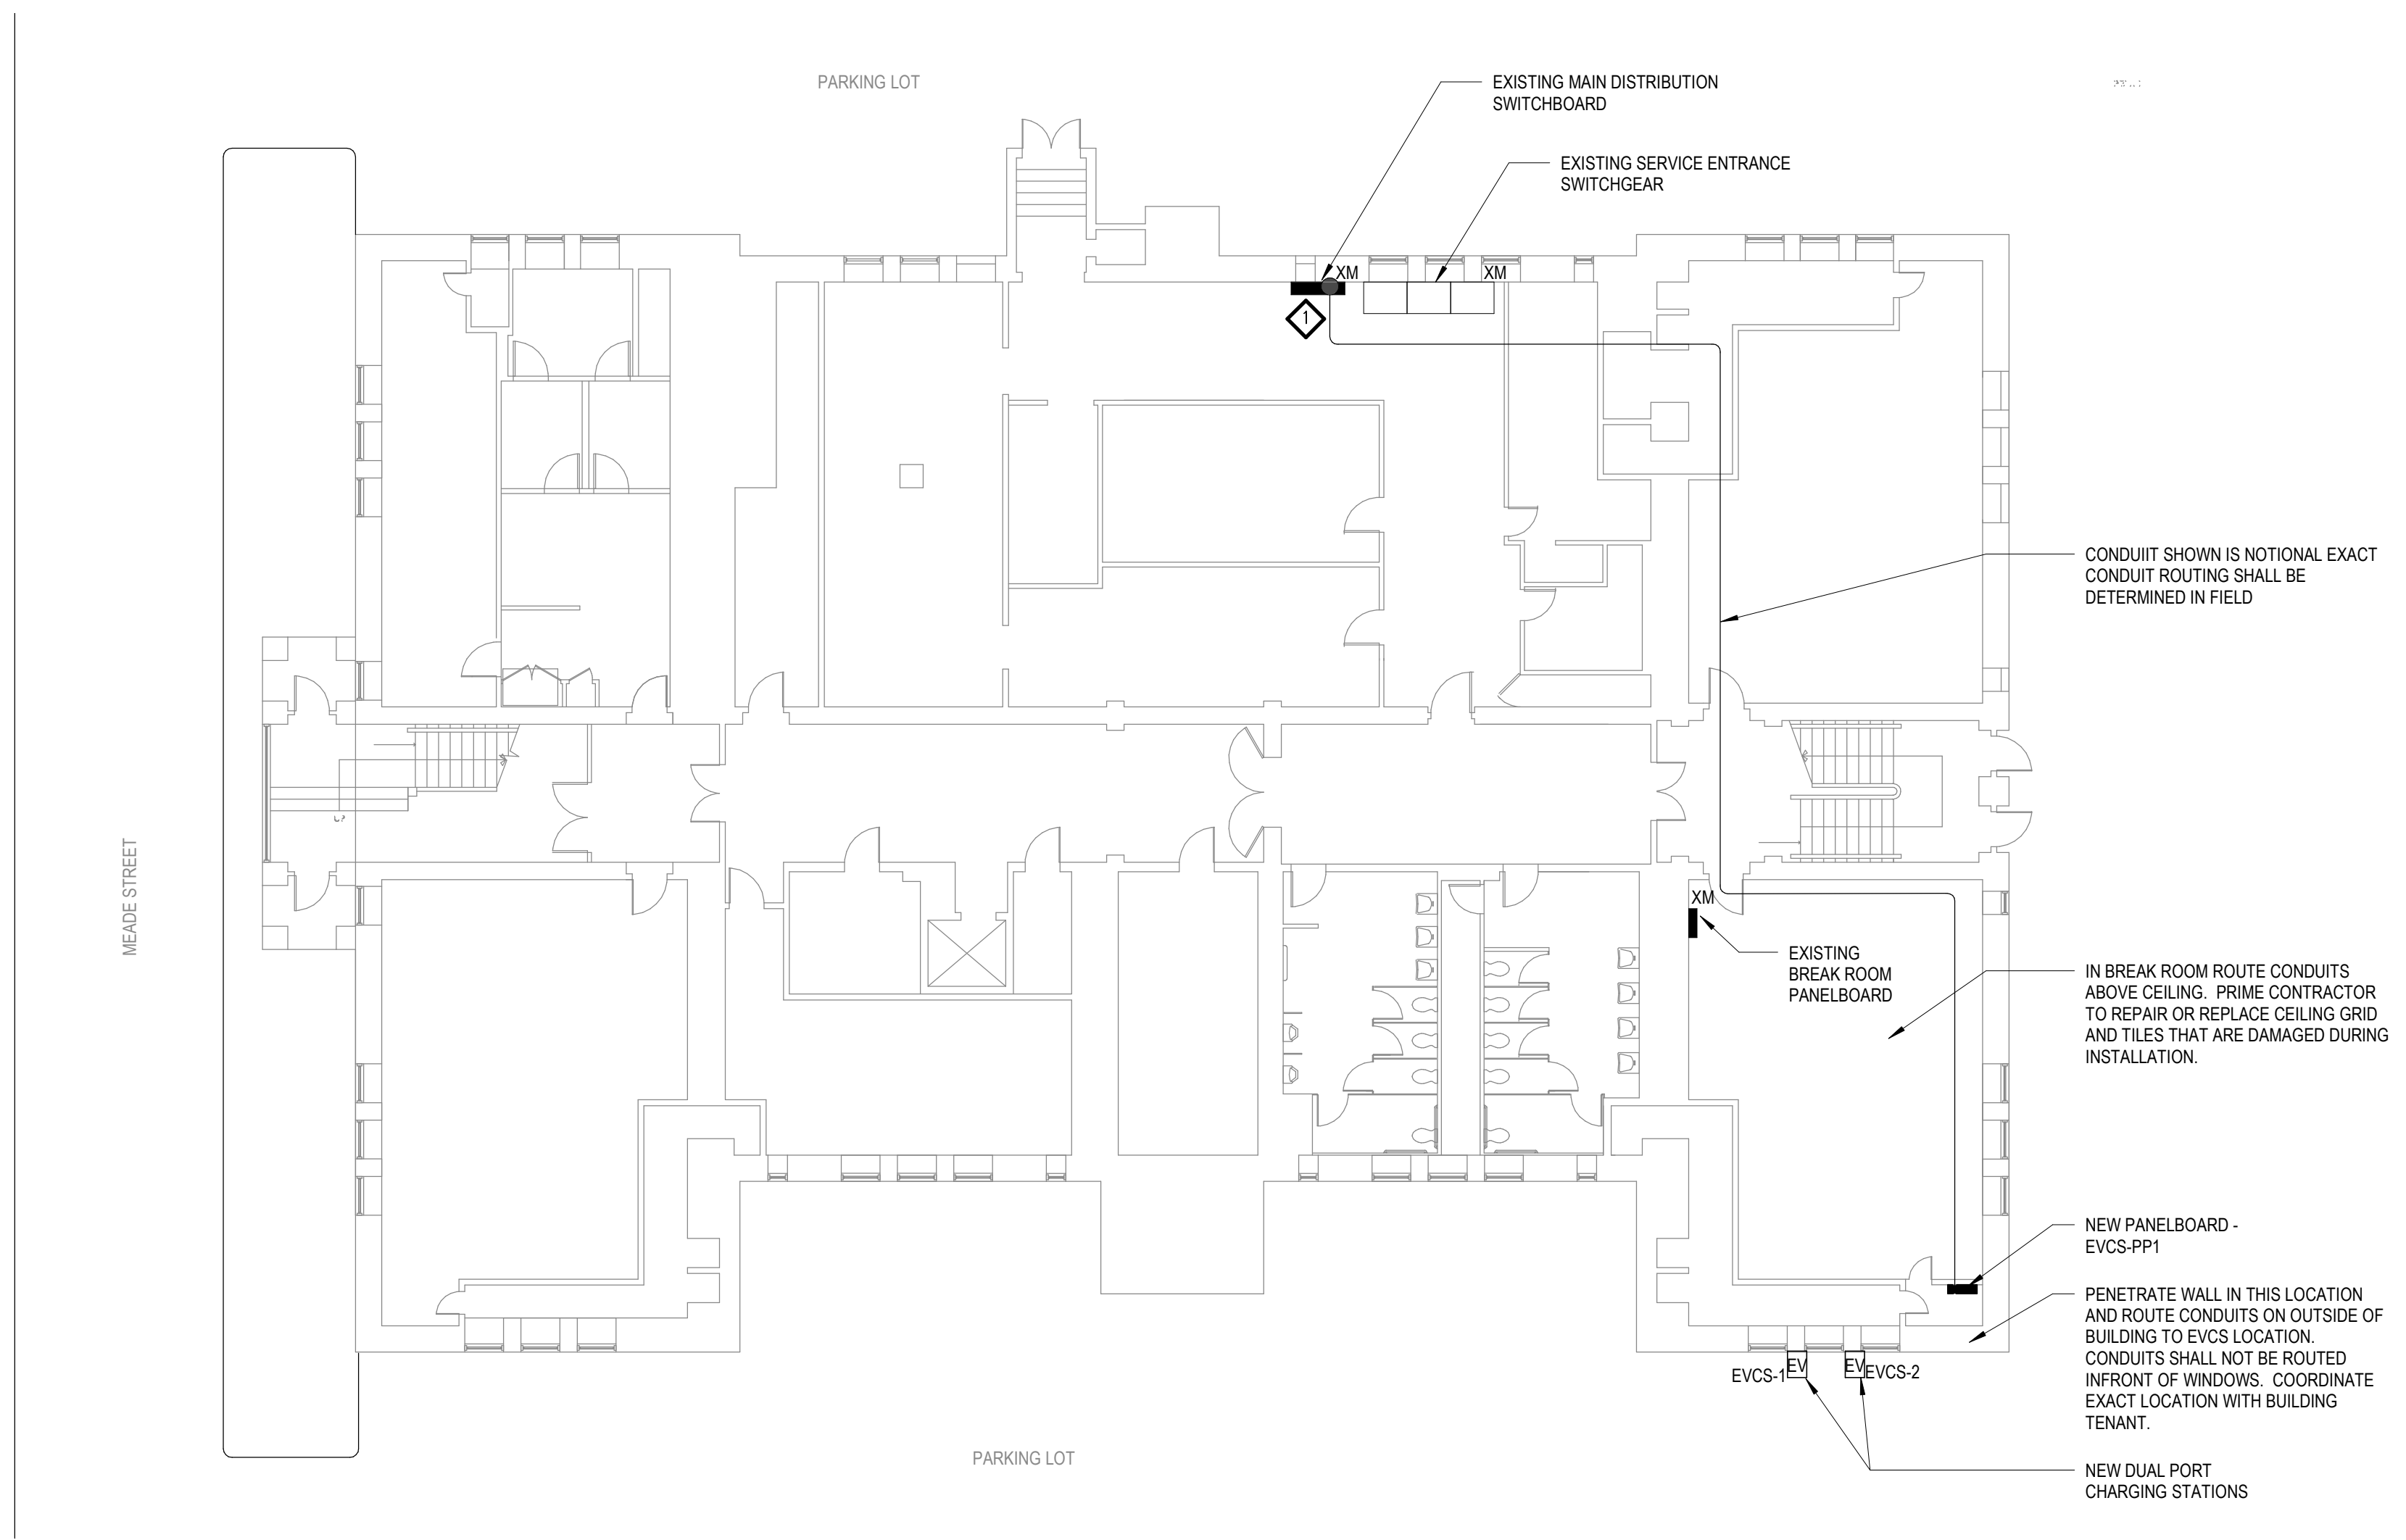 PARKING LOT
EXISTING MAIN DISTRIBUTION
SWITCHBOARD
EXISTING SERVICE ENTRANCE
SWITCHGEAR
XM
XM
1
CONDUIIT SHOWN IS NOTIONAL EXACT
CONDUIT ROUTING SHALL BE
DETERMINED IN FIELD
MEADE STREET
XM
EXISTING
BREAK ROOM
PANELBOARD
IN BREAK ROOM ROUTE CONDUITS
ABOVE CEILING. PRIME CONTRACTOR
TO REPAIR OR REPLACE CEILING GRID
AND TILES THAT ARE DAMAGED DURING
INSTALLATION.
NEW PANELBOARD -
EVCS-PP1
PENETRATE WALL IN THIS LOCATION
AND ROUTE CONDUITS ON OUTSIDE OF
BUILDING TO EVCS LOCATION.
CONDUITS SHALL NOT BE ROUTED
INFRONT OF WINDOWS. COORDINATE
EXACT LOCATION WITH BUILDING
TENANT.
EVCS-1
EV
EV
EVCS-2
PARKING LOT
NEW DUAL PORT
CHARGING STATIONS